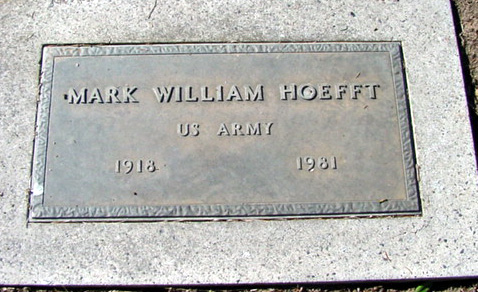 MARK WILLIAM HOEFFT
US ARMY
1918 1981